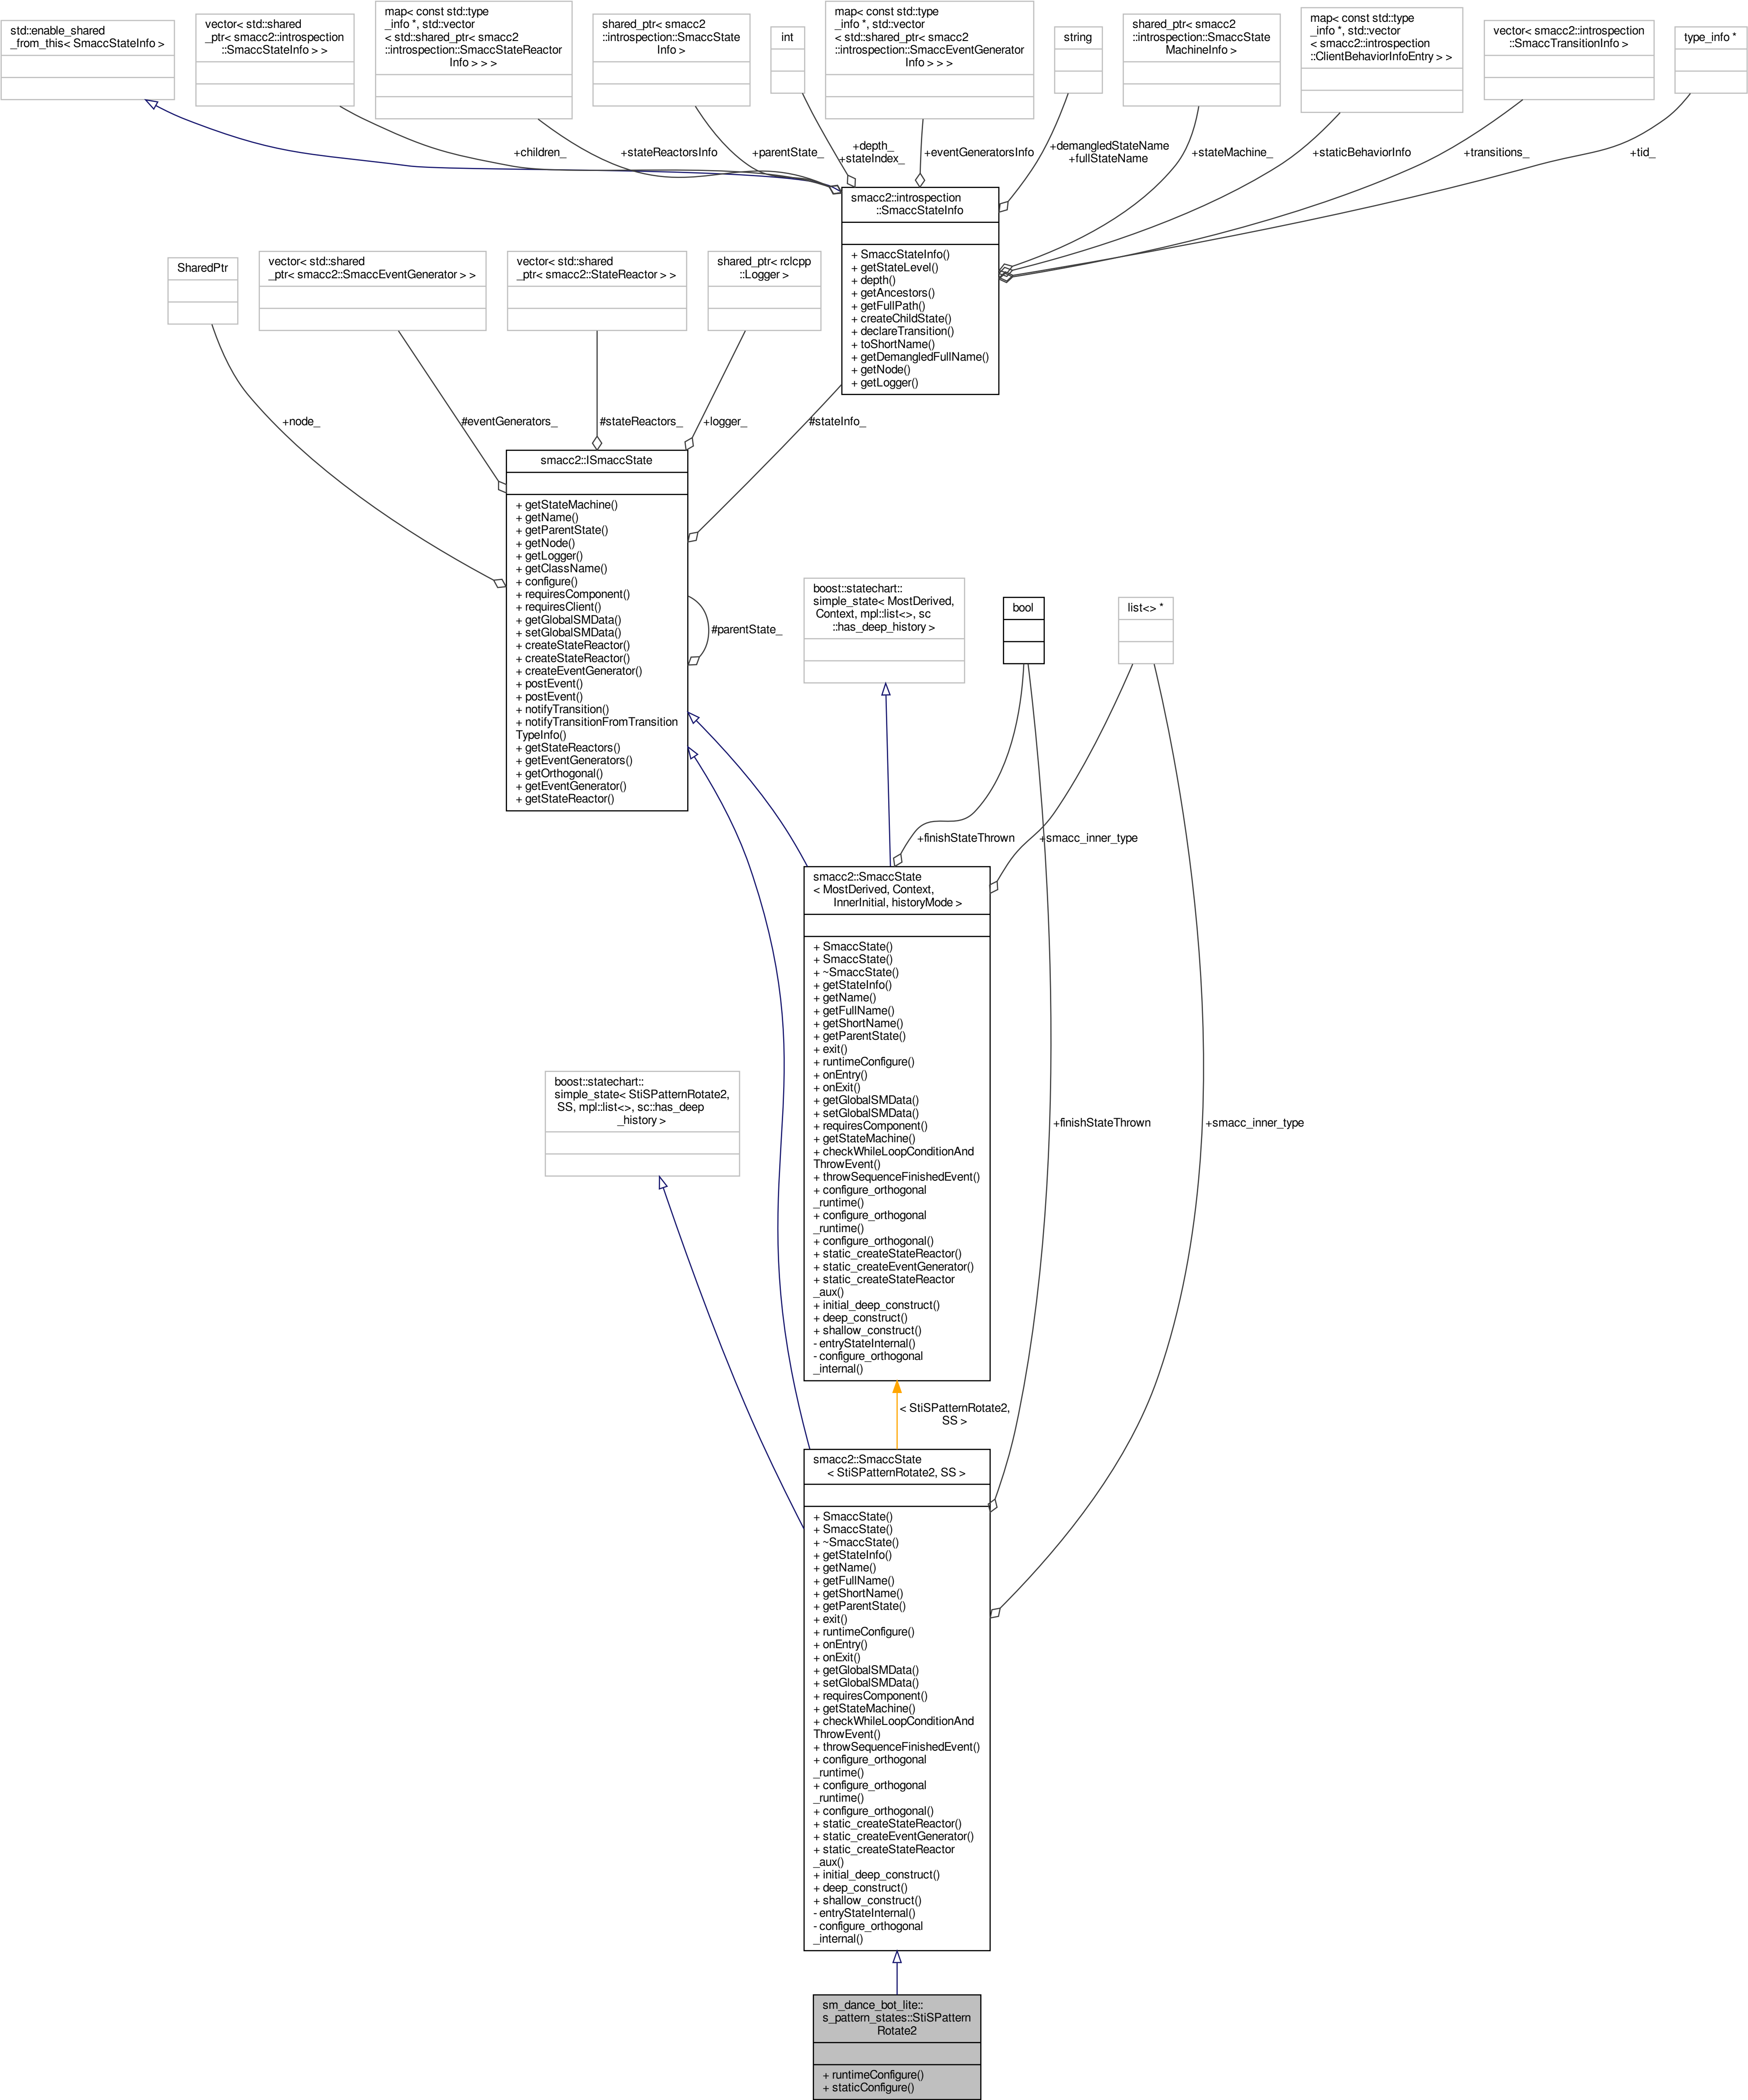 std::enable_shared
_from_this< SmaccStateInfo >
vector< std::shared
_ptr< smacc2::introspection
::SmaccStateInfo > >
map< const std::type
_info *, std::vector
< std::shared_ptr< smacc2
::introspection::SmaccStateReactor
Info > > >
shared_ptr< smacc2
::introspection::SmaccState
Info >
int
map< const std::type
_info *, std::vector
< std::shared_ptr< smacc2
::introspection::SmaccEventGenerator
Info > > >
string
shared_ptr< smacc2
::introspection::SmaccState
MachineInfo >
map< const std::type
_info *, std::vector
< smacc2::introspection
::ClientBehaviorInfoEntry > >
vector< smacc2::introspection
::SmaccTransitionInfo >
type_info *
+children_
+stateReactorsInfo
+parentState_
+depth_
+stateIndex_
+eventGeneratorsInfo
+demangledStateName
+fullStateName
+stateMachine_
+staticBehaviorInfo
+transitions_
+tid_
smacc2::introspection
::SmaccStateInfo
+ SmaccStateInfo()
+ getStateLevel()
+ depth()
+ getAncestors()
+ getFullPath()
+ createChildState()
+ declareTransition()
+ toShortName()
+ getDemangledFullName()
+ getNode()
+ getLogger()
SharedPtr
vector< std::shared
_ptr< smacc2::SmaccEventGenerator > >
vector< std::shared
_ptr< smacc2::StateReactor > >
shared_ptr< rclcpp
::Logger >
+node_
#eventGenerators_
#stateReactors_
+logger_
#stateInfo_
smacc2::ISmaccState
+ getStateMachine()
+ getName()
+ getParentState()
+ getNode()
+ getLogger()
+ getClassName()
+ configure()
+ requiresComponent()
+ requiresClient()
+ getGlobalSMData()
+ setGlobalSMData()
+ createStateReactor()
+ createStateReactor()
+ createEventGenerator()
+ postEvent()
+ postEvent()
+ notifyTransition()
+ notifyTransitionFromTransition
TypeInfo()
+ getStateReactors()
+ getEventGenerators()
+ getOrthogonal()
+ getEventGenerator()
+ getStateReactor()
#parentState_
boost::statechart::
simple_state< MostDerived,
Context, mpl::list<>, sc
::has_deep_history >
bool
list<> *
+finishStateThrown
+smacc_inner_type
smacc2::SmaccState
< MostDerived, Context,
InnerInitial, historyMode >
+ SmaccState()
+ SmaccState()
+ ~SmaccState()
+ getStateInfo()
+ getName()
+ getFullName()
+ getShortName()
+ getParentState()
+ exit()
+ runtimeConfigure()
+ onEntry()
+ onExit()
+ getGlobalSMData()
+ setGlobalSMData()
+ requiresComponent()
+ getStateMachine()
+ checkWhileLoopConditionAnd
ThrowEvent()
+ throwSequenceFinishedEvent()
+ configure_orthogonal
_runtime()
+ configure_orthogonal
_runtime()
+ configure_orthogonal()
+ static_createStateReactor()
+ static_createEventGenerator()
+ static_createStateReactor
_aux()
+ initial_deep_construct()
+ deep_construct()
+ shallow_construct()
- entryStateInternal()
- configure_orthogonal
_internal()
boost::statechart::
simple_state< StiSPatternRotate2,
SS, mpl::list<>, sc::has_deep
_history >
+finishStateThrown
+smacc_inner_type
< StiSPatternRotate2,
SS >
smacc2::SmaccState
< StiSPatternRotate2, SS >
+ SmaccState()
+ SmaccState()
+ ~SmaccState()
+ getStateInfo()
+ getName()
+ getFullName()
+ getShortName()
+ getParentState()
+ exit()
+ runtimeConfigure()
+ onEntry()
+ onExit()
+ getGlobalSMData()
+ setGlobalSMData()
+ requiresComponent()
+ getStateMachine()
+ checkWhileLoopConditionAnd
ThrowEvent()
+ throwSequenceFinishedEvent()
+ configure_orthogonal
_runtime()
+ configure_orthogonal
_runtime()
+ configure_orthogonal()
+ static_createStateReactor()
+ static_createEventGenerator()
+ static_createStateReactor
_aux()
+ initial_deep_construct()
+ deep_construct()
+ shallow_construct()
- entryStateInternal()
- configure_orthogonal
_internal()
sm_dance_bot_lite::
s_pattern_states::StiSPattern
Rotate2
+ runtimeConfigure()
+ staticConfigure()